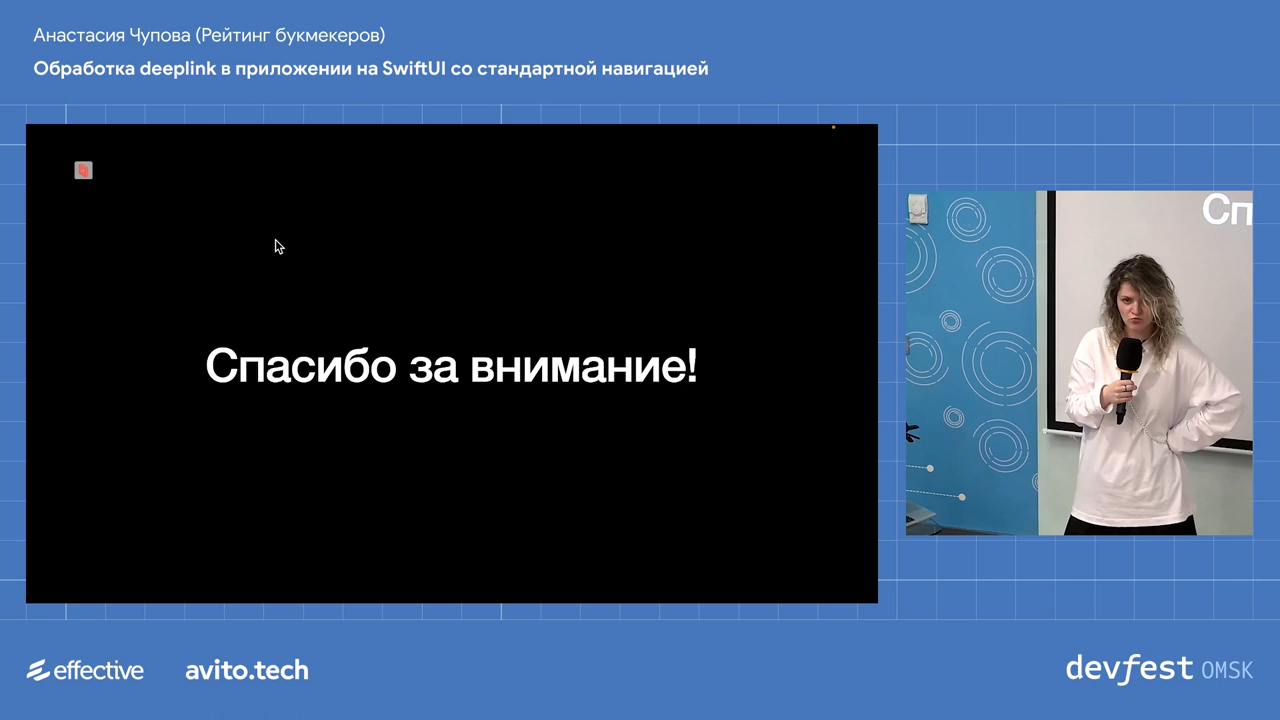 Анастасия Чупова (Рейтинг букмекеров)
Обработка deeplink в приложении на SwiftUI со стандартной навигацией
Спасибо за внимание!
Сп
effective
avito.tech
devfest OMSK